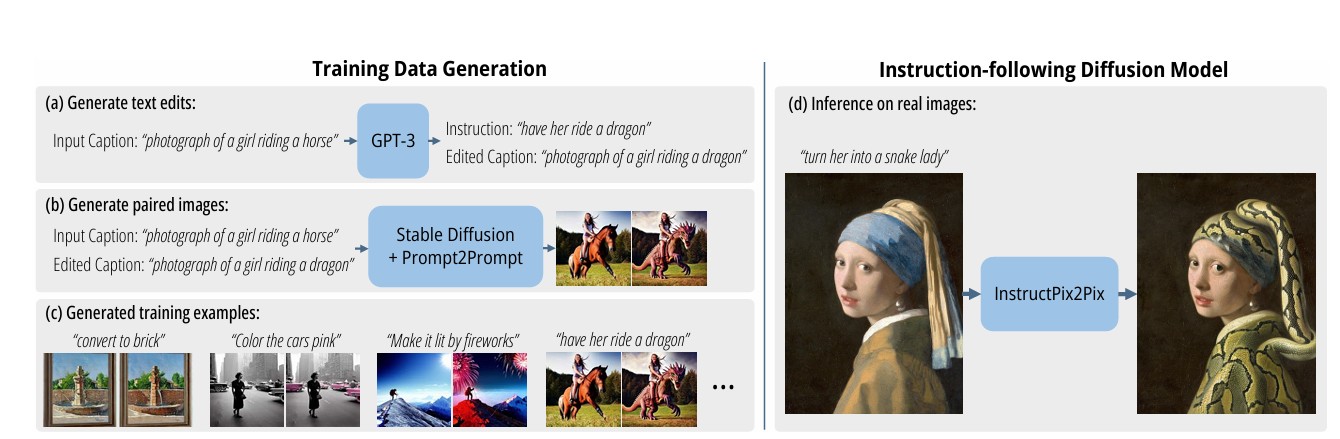 Training Data Generation
(a) Generate text edits:
Input Caption: “photograph of a girl riding a horse”
GPT-3
Instruction: “have her ride a dragon”
Edited Caption: “photograph of a girl riding a dragon”
(b) Generate paired images:
Input Caption: “photograph of a girl riding a horse”
Edited Caption: “photograph of a girl riding a dragon”
Stable Diffusion
+ Prompt2Prompt
(c) Generated training examples:
“convert to brick”
“Color the cars pink”
“Make it lit by fireworks”
“have her ride a dragon”
...
Instruction-following Diffusion Model
(d) Inference on real images:
“turn her into a snake lady”
InstructPix2Pix